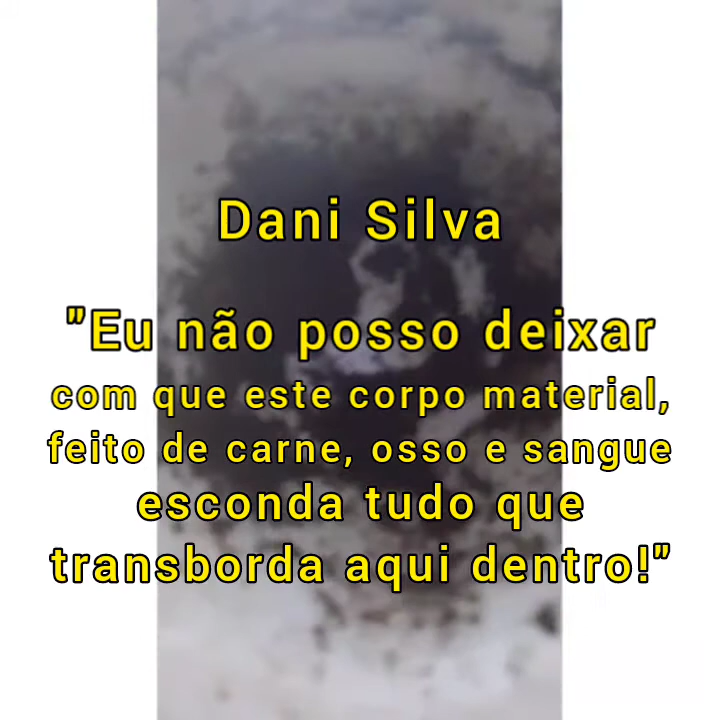 Dani Silva
"Eu não posso deixar
com que este corpo material,
feito de carne, osso e sangue
esconda tudo que
transborda aqui dentro!"